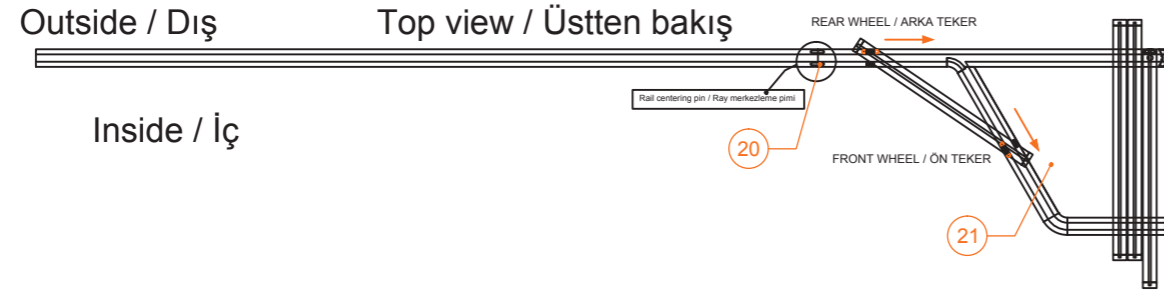 Outside / Dış
Top view / Üstten bakış
REAR WHEEL / ARKA TEKER
Rail centering pin / Ray merkezleme pimi
Inside / İç
20
FRONT WHEEL / ÖN TEKER
21